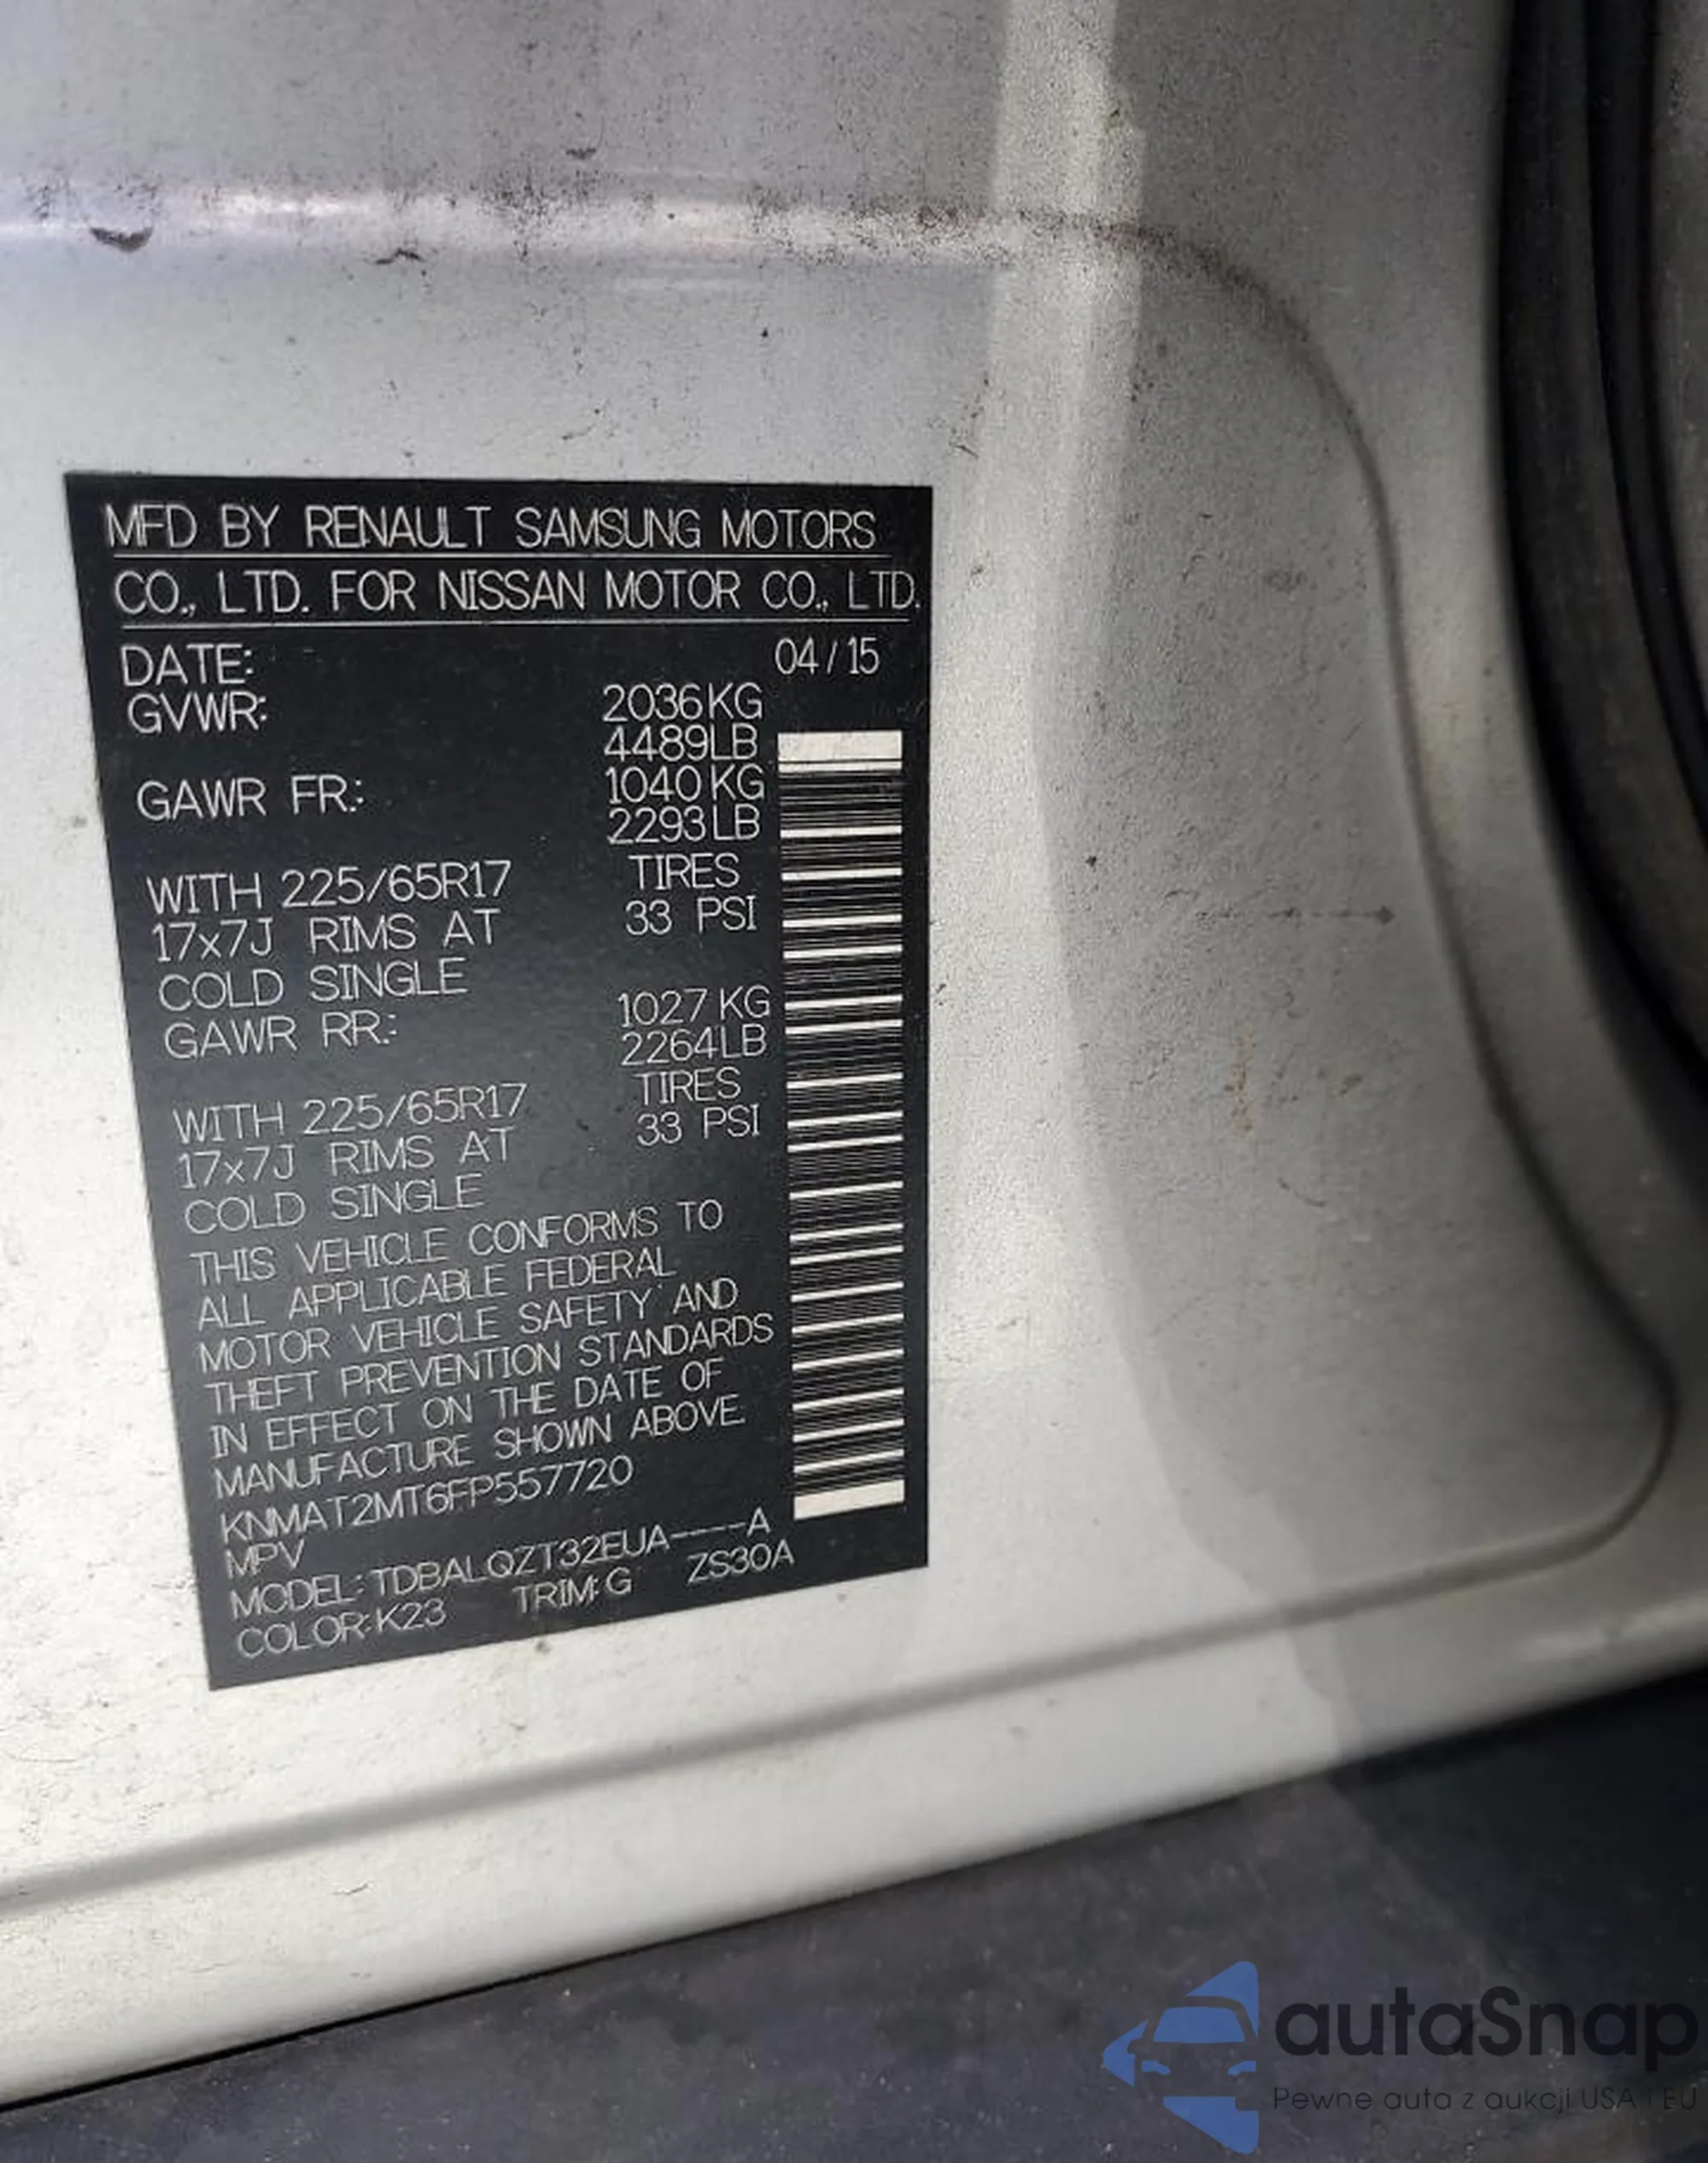 MFD BY RENAULT SAMSUNG MOTORS
CO., LTD. FOR NISSAN MOTOR CO., LTD.
DATE: 04/15
GVWR: 2036KG
4489LB
GAWR FR.: 1040KG
2293LB
WITH 225/65R17 TIRES
17x7J RIMS AT 33 PSI
COLD SINGLE
GAWR RR.: 1027KG
2264LB
WITH 225/65R17 TIRES
17x7J RIMS AT 33 PSI
COLD SINGLE
THIS VEHICLE CONFORMS TO
ALL APPLICABLE FEDERAL
MOTOR VEHICLE SAFETY AND
THEFT PREVENTION STANDARDS
IN EFFECT ON THE DATE OF
MANUFACTURE SHOWN ABOVE.
KNMAT2MT6FP557720
MPV
MODEL:TDBALQZT32EUA----A
COLOR:K23 TRIM:G ZS30A
autaSnap
Pewne auta z aukcji USA i EU